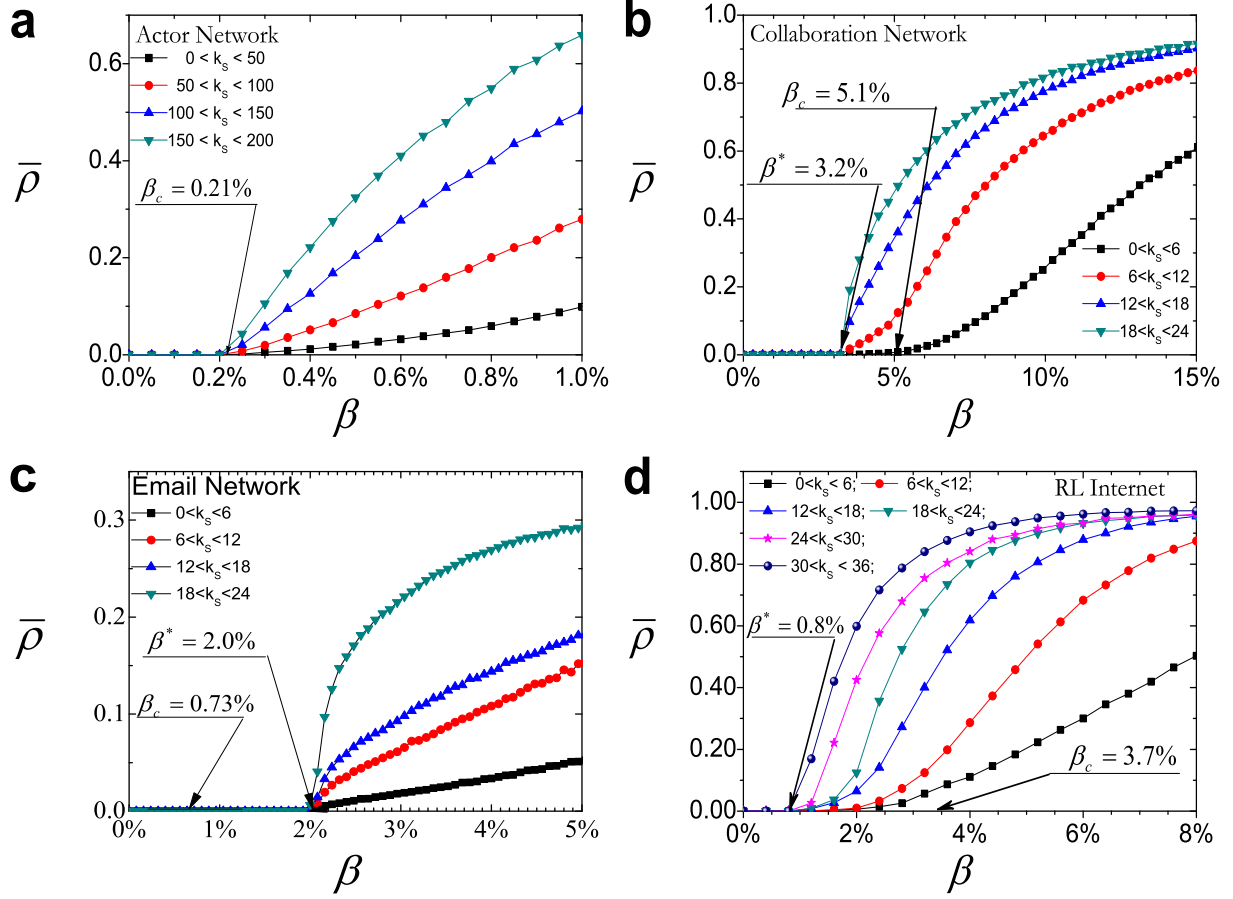 a
Actor Network
0 < k_S < 50
50 < k_S < 100
100 < k_S < 150
150 < k_S < 200
β_c = 0.21%
ρ̅
0.6
0.4
0.2
0.0
0.0% 0.2% 0.4% 0.6% 0.8% 1.0%
β
b
Collaboration Network
β_c = 5.1%
β* = 3.2%
0<k_S<6
6<k_S<12
12<k_S<18
18<k_S<24
ρ̅
1.0
0.8
0.6
0.4
0.2
0.0
0% 5% 10% 15%
β
c
Email Network
0<k_S<6
6<k_S<12
12<k_S<18
18<k_S<24
β* = 2.0%
β_c = 0.73%
ρ̅
0.3
0.2
0.1
0.0
0% 1% 2% 3% 4% 5%
β
d
0<k_S< 6; 6<k_S<12; RL Internet
12<k_S<18; 18<k_S<24;
24<k_S<30;
30<k_S < 36;
β* = 0.8%
β_c = 3.7%
ρ̅
1.00
0.80
0.60
0.40
0.20
0.00
0% 2% 4% 6% 8%
β